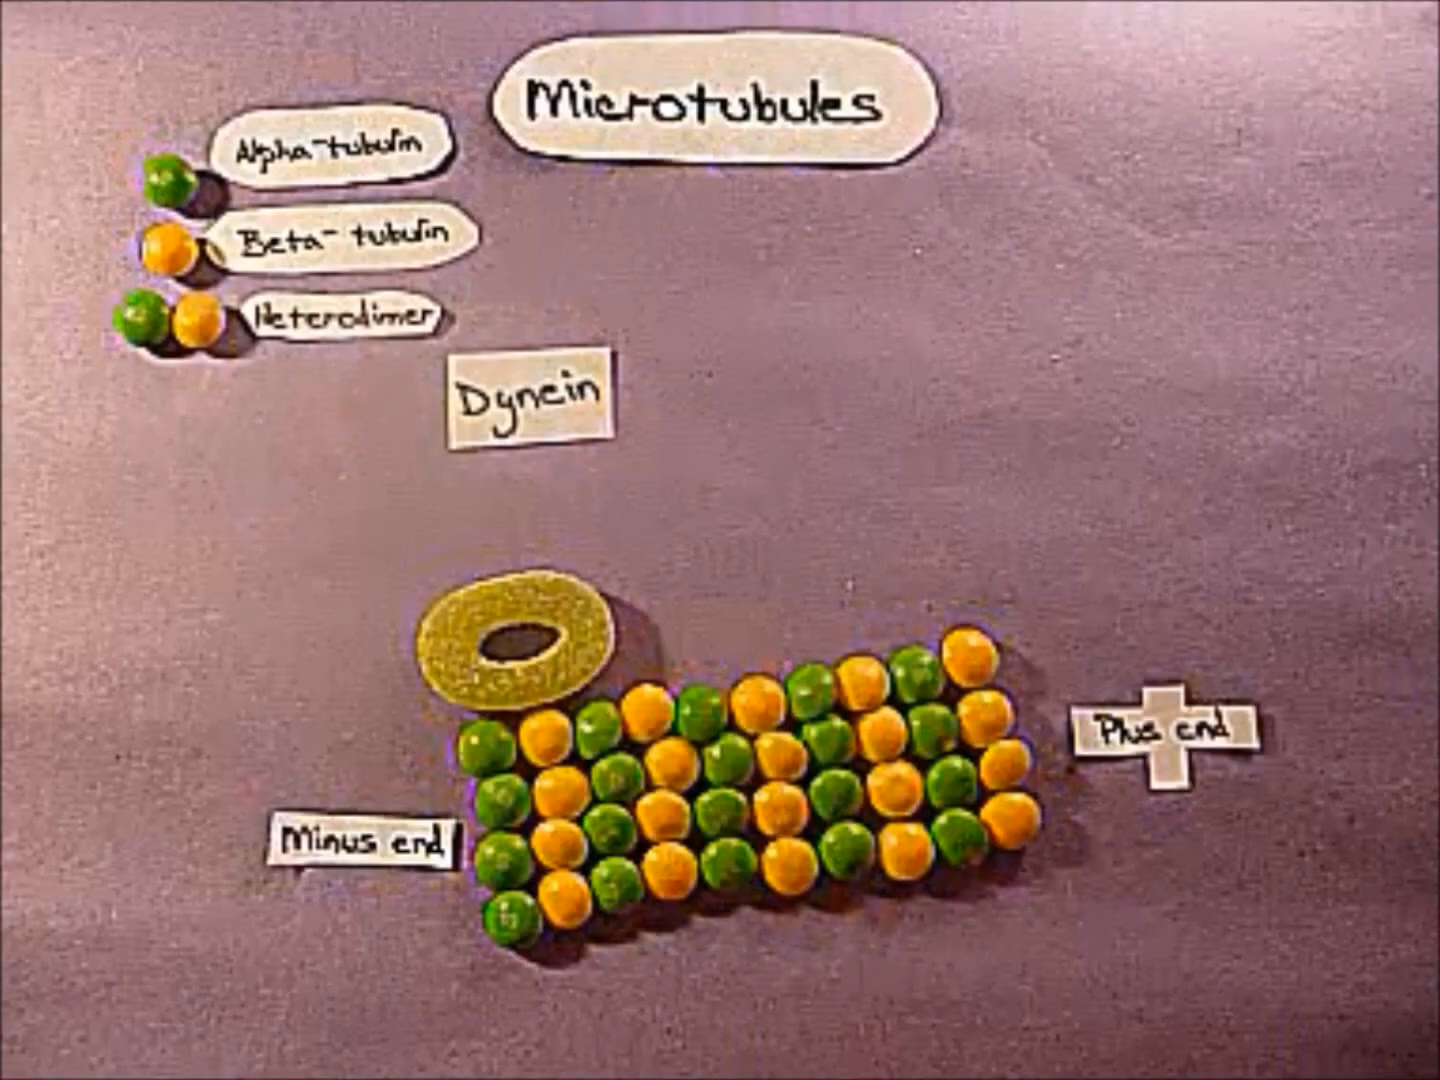 Microtubules
Alpha-tubulin
Beta- tubulin
Heterodimer
Dynein
Plus end
Minus end